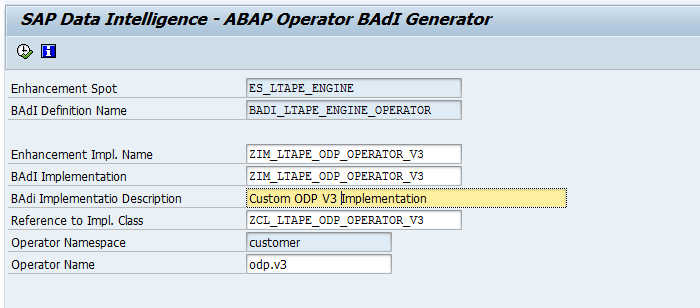 SAP Data Intelligence - ABAP Operator BAdI Generator
Enhancement Spot ES_LTAPE_ENGINE
BAdI Definition Name BADI_LTAPE_ENGINE_OPERATOR
Enhancement Impl. Name ZIM_LTAPE_ODP_OPERATOR_V3
BAdI Implementation ZIM_LTAPE_ODP_OPERATOR_V3
BAdi Implementatio Description Custom ODP V3 Implementation
Reference to Impl. Class ZCL_LTAPE_ODP_OPERATOR_V3
Operator Namespace customer
Operator Name odp.v3